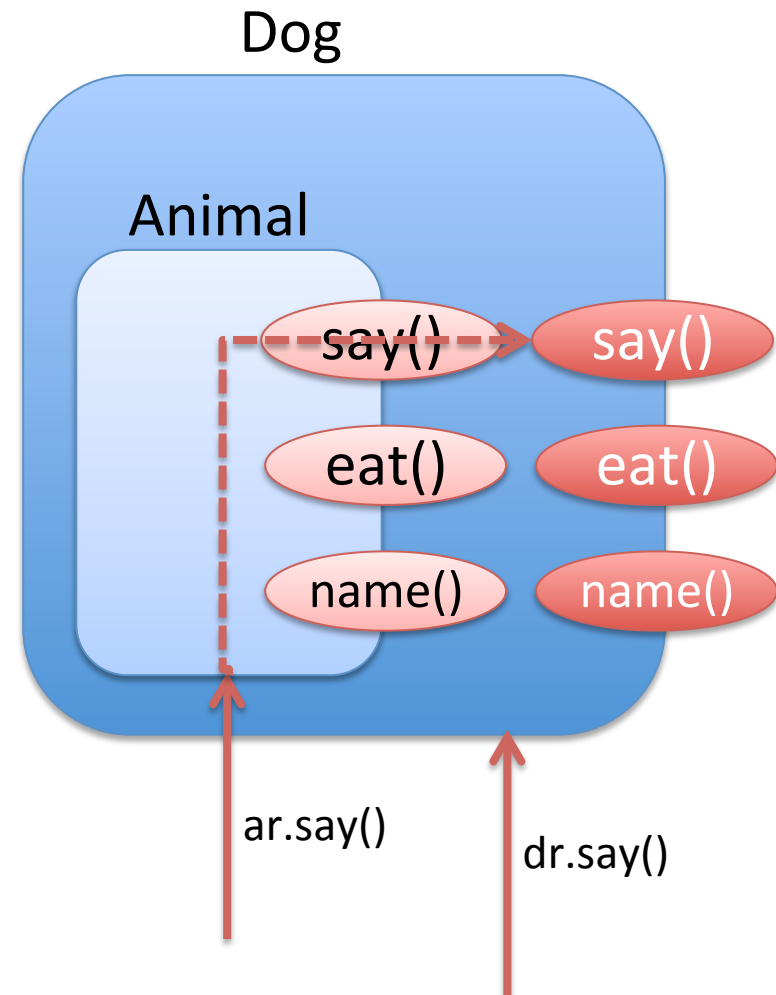 Dog
Animal
say() say()
eat() eat()
name() name()
ar.say()
dr.say()